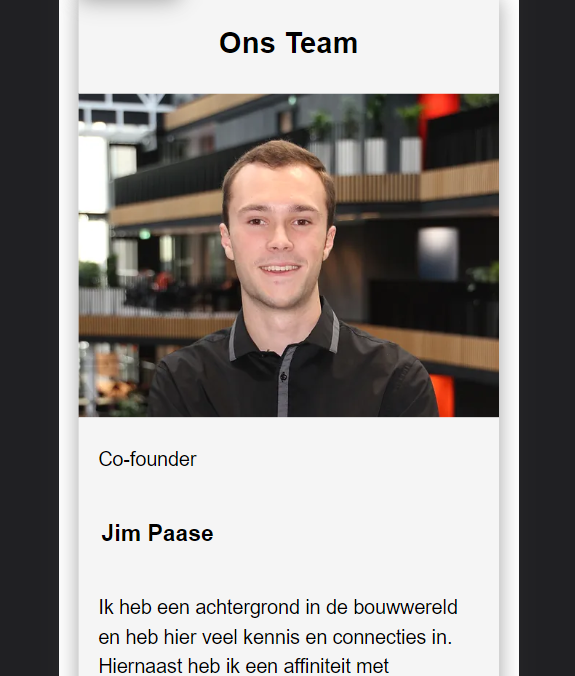 Ons Team
Co-founder
Jim Paase
Ik heb een achtergrond in de bouwwereld
en heb hier veel kennis en connecties in.
Hiernaast heb ik een affiniteit met